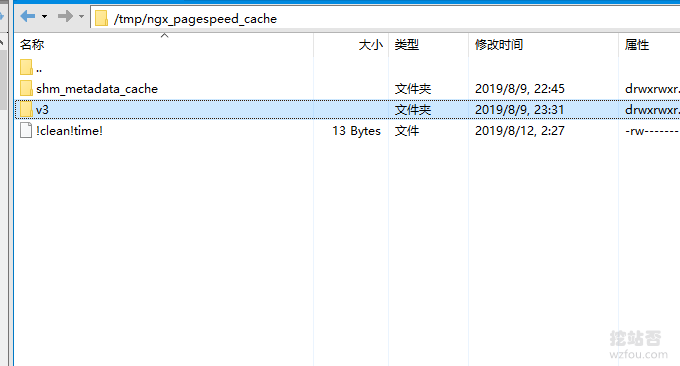 /tmp/ngx_pagespeed_cache
名称 大小 类型 修改时间 属性
..
shm_metadata_cache 文件夹 2019/8/9, 22:45 drwxrwxr.
v3 文件夹 2019/8/9, 23:31 drwxrwxr.
!clean!time! 13 Bytes 文件 2019/8/12, 2:27 -rw-------
挖站否
wzfou.com